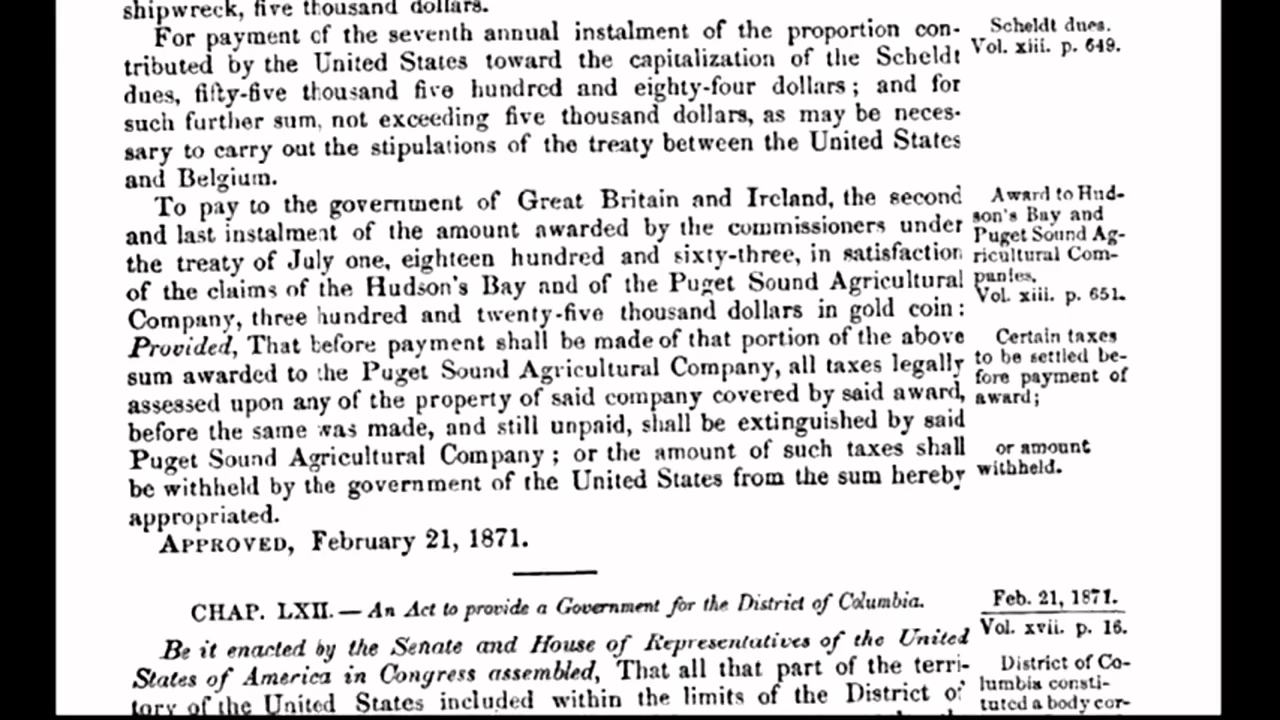 shipwreck, five thousand dollars.
For payment of the seventh annual instalment of the proportion con-
tributed by the United States toward the capitalization of the Scheldt
dues, fifty-five thousand five hundred and eighty-four dollars; and for
such further sum, not exceeding five thousand dollars, as may be neces-
sary to carry out the stipulations of the treaty between the United States
and Belgium.
Scheldt dues.
Vol. xiii. p. 649.
To pay to the government of Great Britain and Ireland, the second
and last instalment of the amount awarded by the commissioners under
the treaty of July one, eighteen hundred and sixty-three, in satisfaction
of the claims of the Hudson's Bay and of the Puget Sound Agricultural
Company, three hundred and twenty-five thousand dollars in gold coin:
Provided, That before payment shall be made of that portion of the above
sum awarded to the Puget Sound Agricultural Company, all taxes legally
assessed upon any of the property of said company covered by said award,
before the same was made, and still unpaid, shall be extinguished by said
Puget Sound Agricultural Company; or the amount of such taxes shall
be withheld by the government of the United States from the sum hereby
appropriated.
Award to Hud-
son's Bay and
Puget Sound Ag-
ricultural Com-
panies.
Vol. xiii. p. 651.
Certain taxes
to be settled be-
fore payment of
award;
or amount
withheld.
APPROVED, February 21, 1871.
CHAP. LXII. — An Act to provide a Government for the District of Columbia.
Feb. 21, 1871.
Vol. xvii. p. 16.
Be it enacted by the Senate and House of Representatives of the United
States of America in Congress assembled, That all that part of the terri-
tory of the United States included within the limits of the District of
District of Co-
lumbia consti-
tuted a body cor-